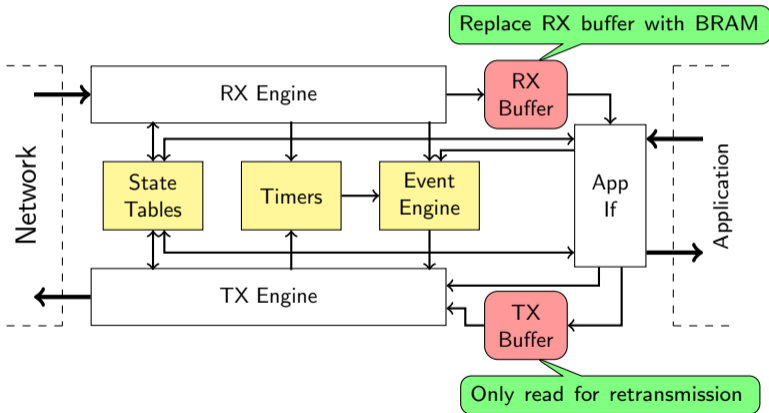 Replace RX buffer with BRAM
RX Engine
RX
Buffer
Network
State
Tables
Timers
Event
Engine
App
If
Application
TX Engine
TX
Buffer
Only read for retransmission